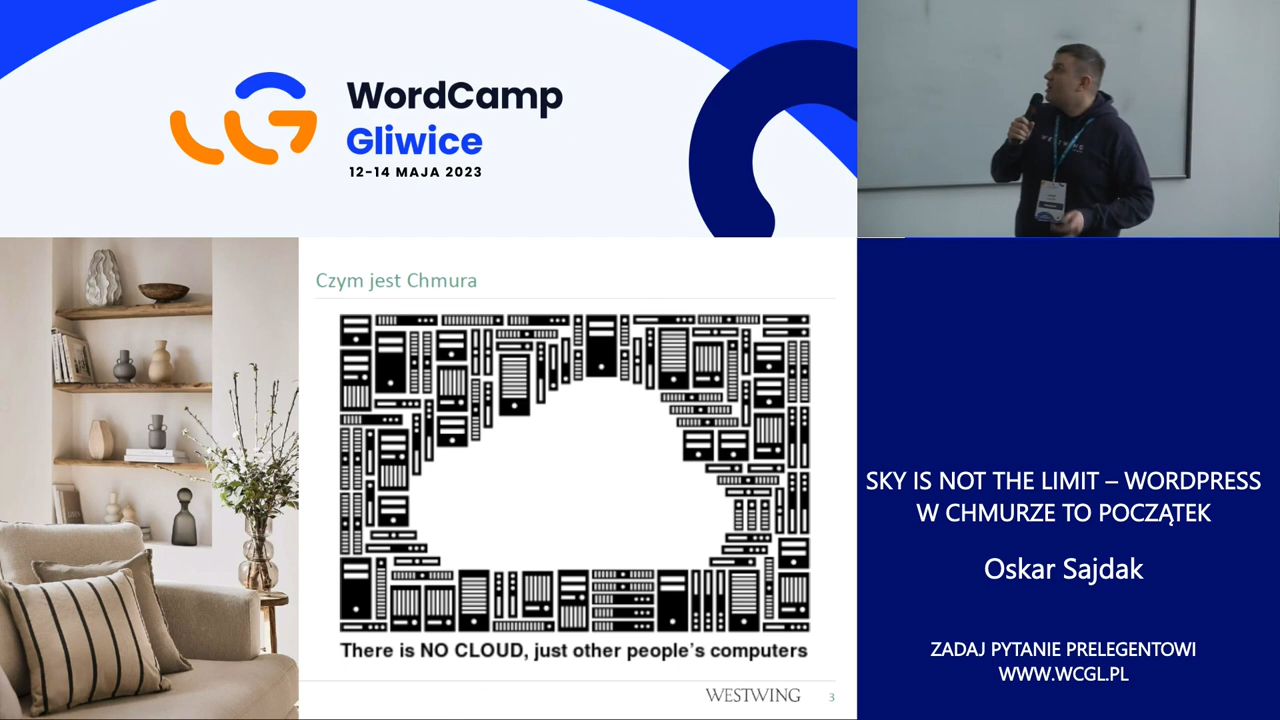 WordCamp
Gliwice
12-14 MAJA 2023
WESTWING
Czym jest Chmura
There is NO CLOUD, just other people's computers
WESTWING
3
SKY IS NOT THE LIMIT – WORDPRESS
W CHMURZE TO POCZĄTEK
Oskar Sajdak
ZADAJ PYTANIE PRELEGENTOWI
WWW.WCGL.PL